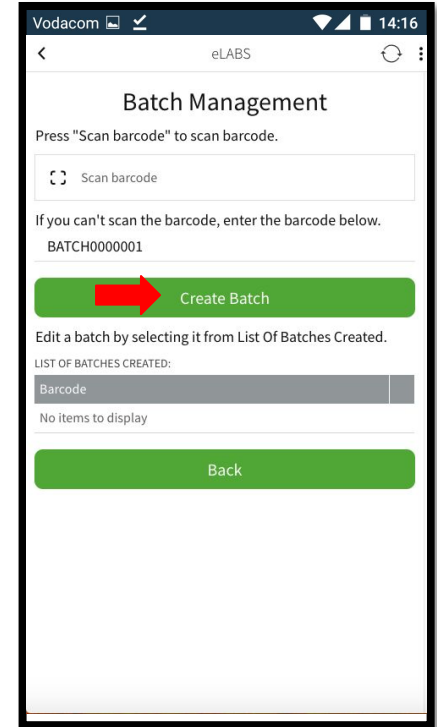 Vodacom 14:16
eLABS
Batch Management
Press "Scan barcode" to scan barcode.
Scan barcode
If you can't scan the barcode, enter the barcode below.
BATCH0000001
Create Batch
Edit a batch by selecting it from List Of Batches Created.
LIST OF BATCHES CREATED:
Barcode
No items to display
Back